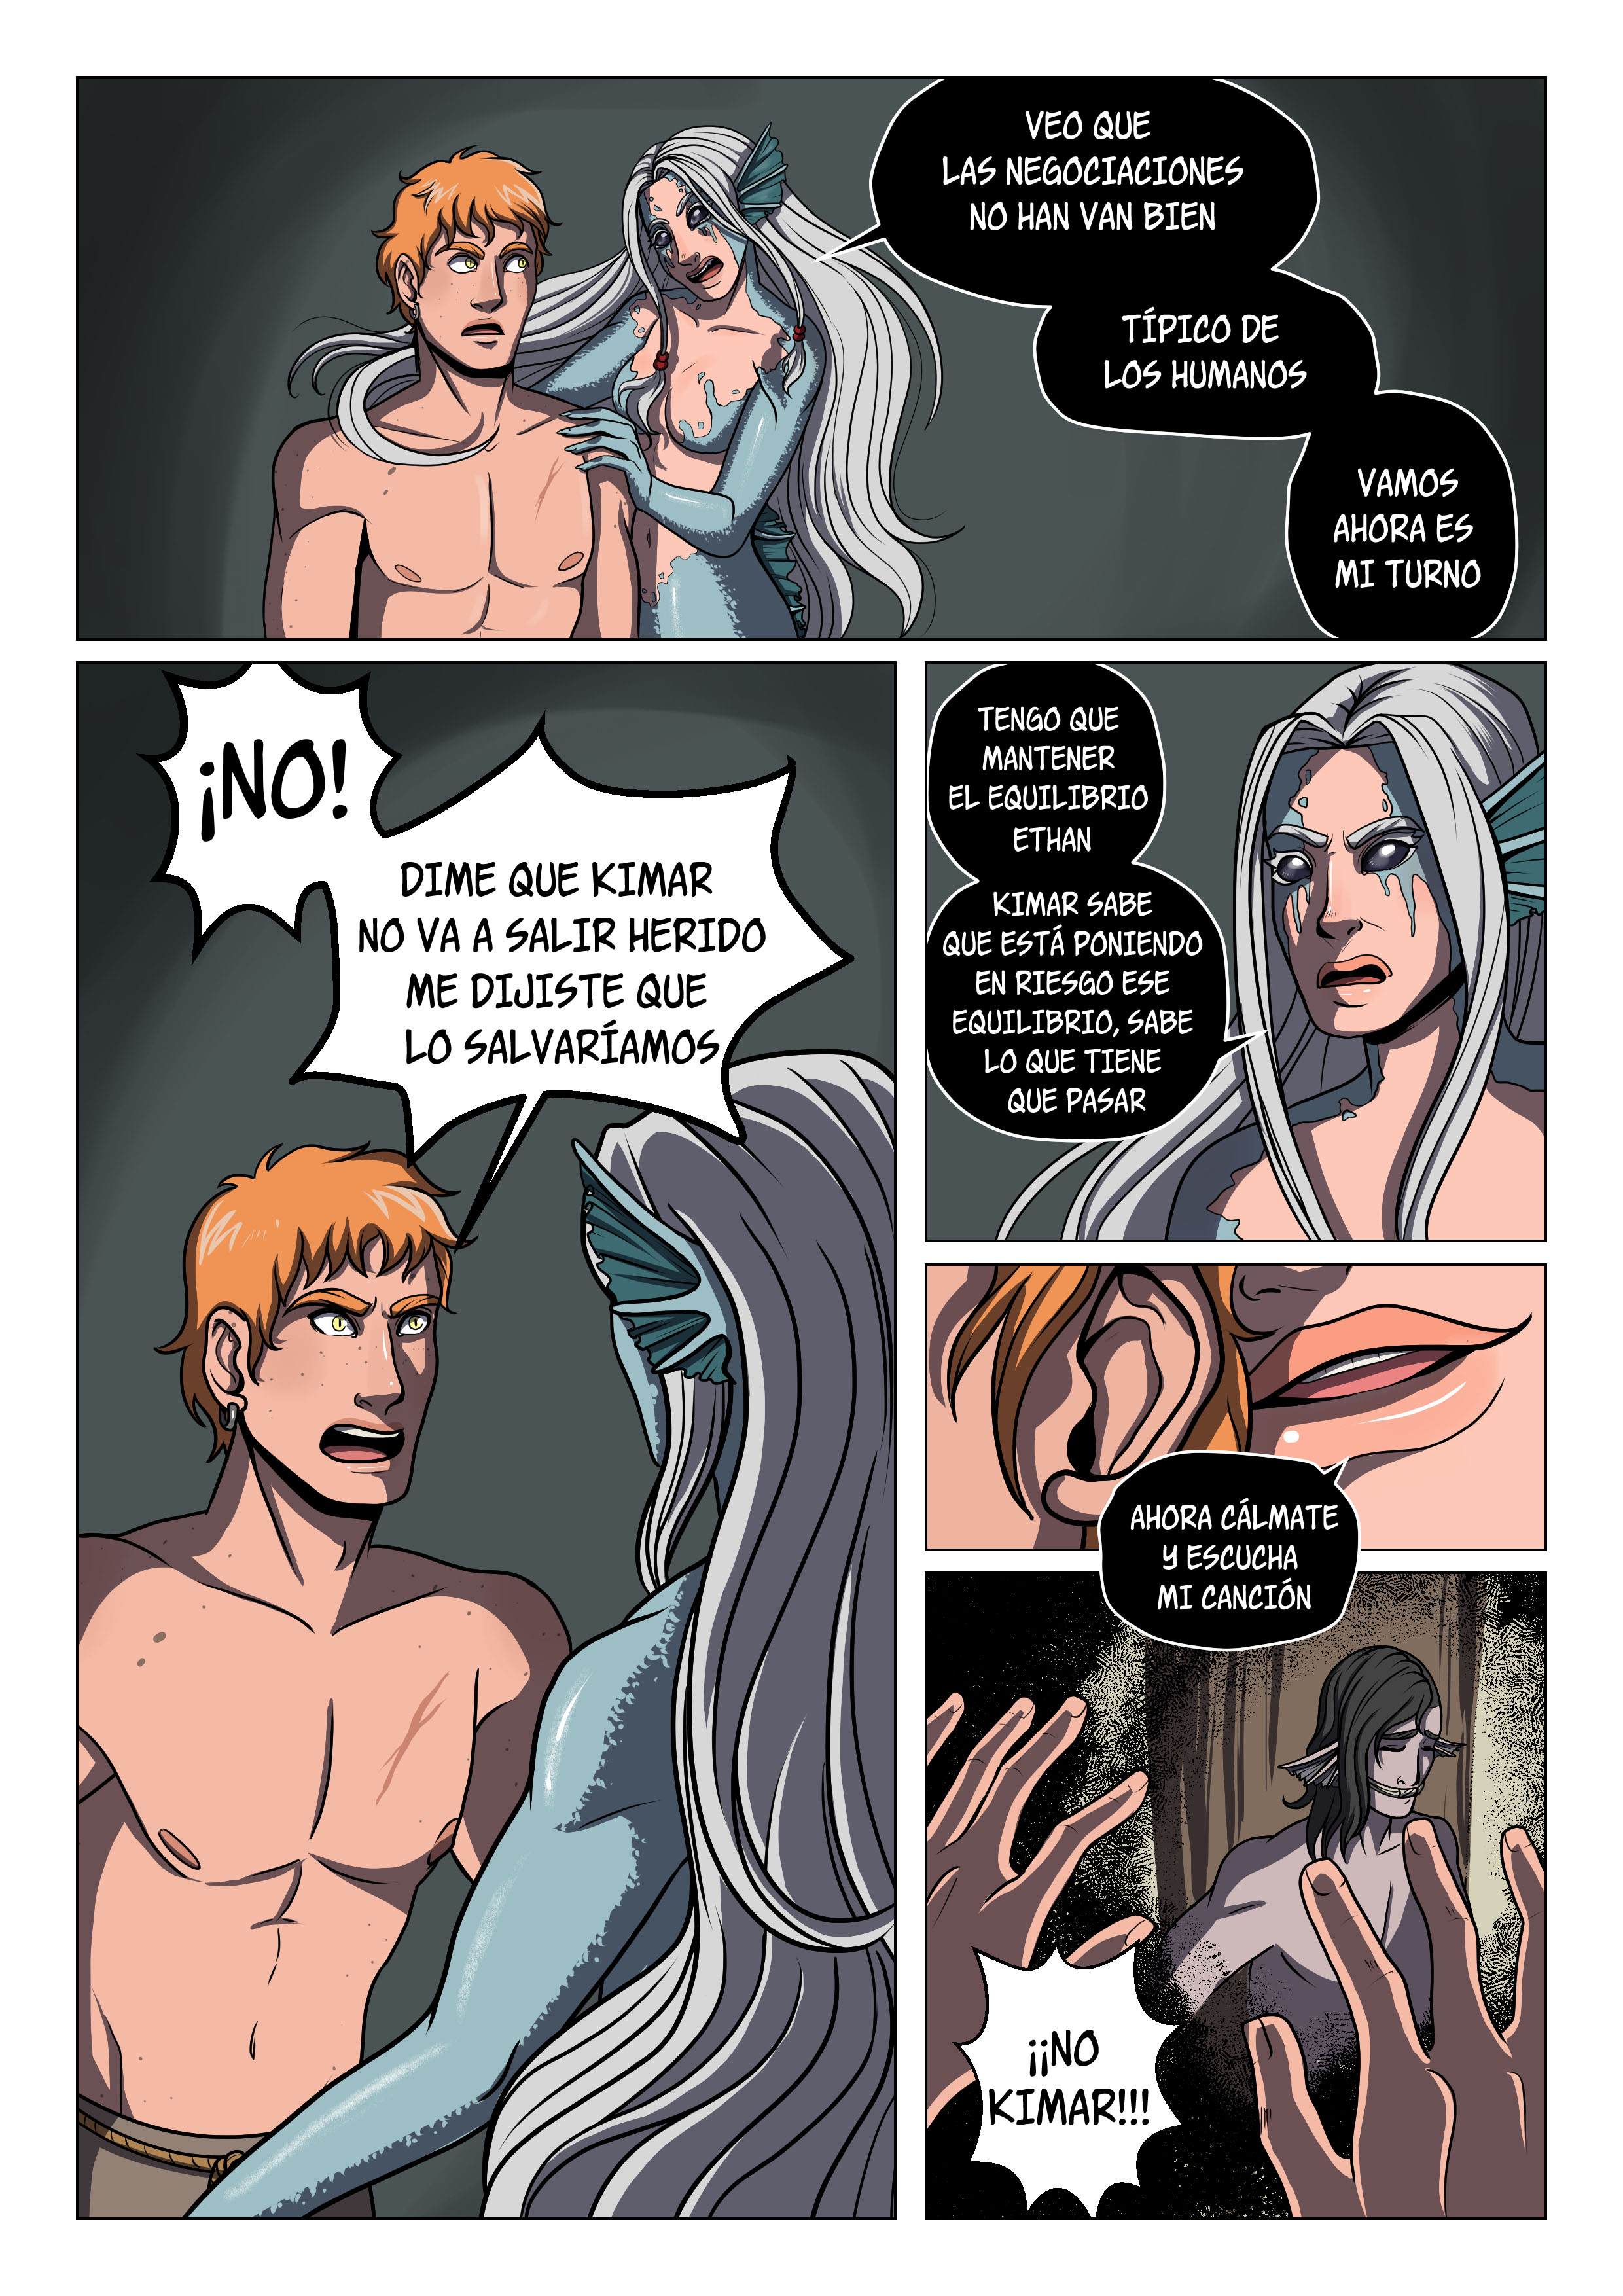 VEO QUE
LAS NEGOCIACIONES
NO HAN VAN BIEN
TÍPICO DE
LOS HUMANOS
VAMOS
AHORA ES
MI TURNO
¡NO!
DIME QUE KIMAR
NO VA A SALIR HERIDO
ME DIJISTE QUE
LO SALVARÍAMOS
TENGO QUE
MANTENER
EL EQUILIBRIO
ETHAN
KIMAR SABE
QUE ESTÁ PONIENDO
EN RIESGO ESE
EQUILIBRIO, SABE
LO QUE TIENE
QUE PASAR
AHORA CÁLMATE
Y ESCUCHA
MI CANCIÓN
¡¡NO
KIMAR!!!